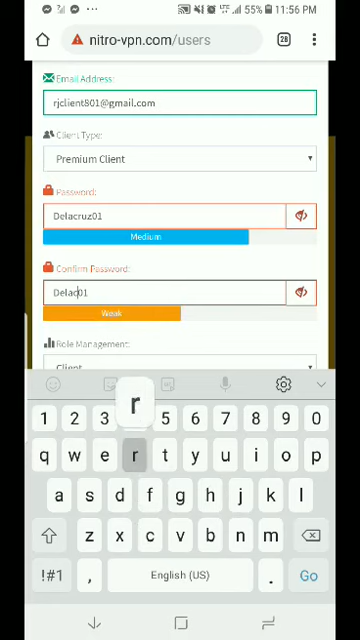 55% 11:56 PM
nitro-vpn.com/users
28
Email Address:
rjclient801@gmail.com
Client Type:
Premium Client
Password:
Delacruz01
Medium
Confirm Password:
Delac01
Weak
Role Management:
Client
r
1 2 3 5 6 7 8 9 0
q w e r t y u i o p
a s d f g h j k l
z x c v b n m
!#1 , English (US) . Go